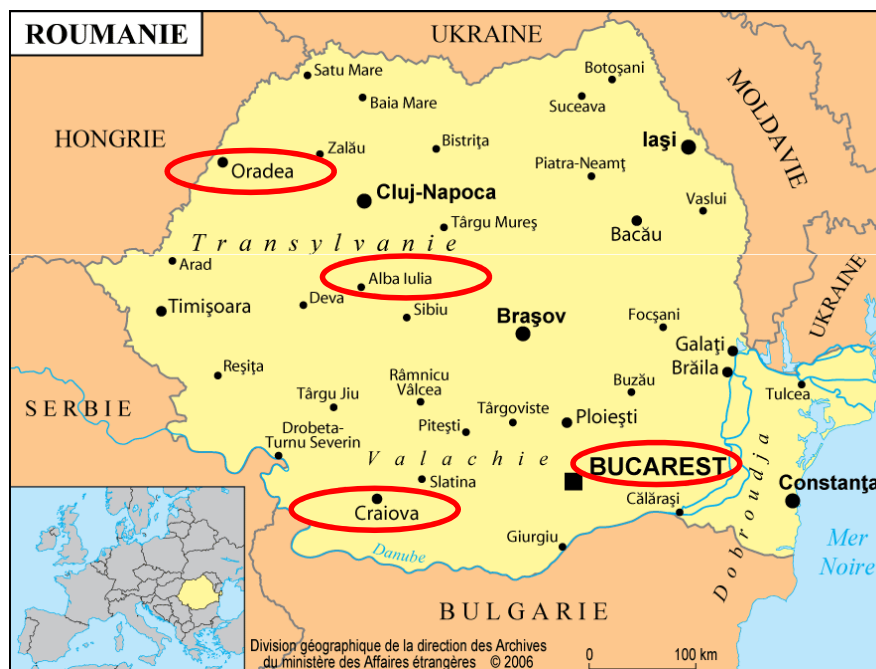 ROUMANIE
UKRAINE
Satu Mare
Botoşani
Baia Mare
Suceava
MOLDAVIE
HONGRIE
Zalău
Bistriţa
Iaşi
Oradea
Piatra-Neamţ
Cluj-Napoca
Vaslui
Târgu Mureş
Bacău
Transylvanie
Arad
Alba Iulia
UKRAINE
Deva
Timişoara
Sibiu
Focşani
Braşov
Galaţi
Reşiţa
Râmnicu
Vâlcea
Brăila
Buzău
Tulcea
SERBIE
Târgu Jiu
Târgoviste
Ploieşti
Piteşti
Drobeta-
Turnu Severin
Valachie
BUCAREST
Dobroudja
Slatina
Constanţa
Călăraşi
Craiova
Giurgiu
Danube
Mer
Noire
BULGARIE
Division géographique de la direction des Archives
du ministère des Affaires étrangères © 2006
0 100 km